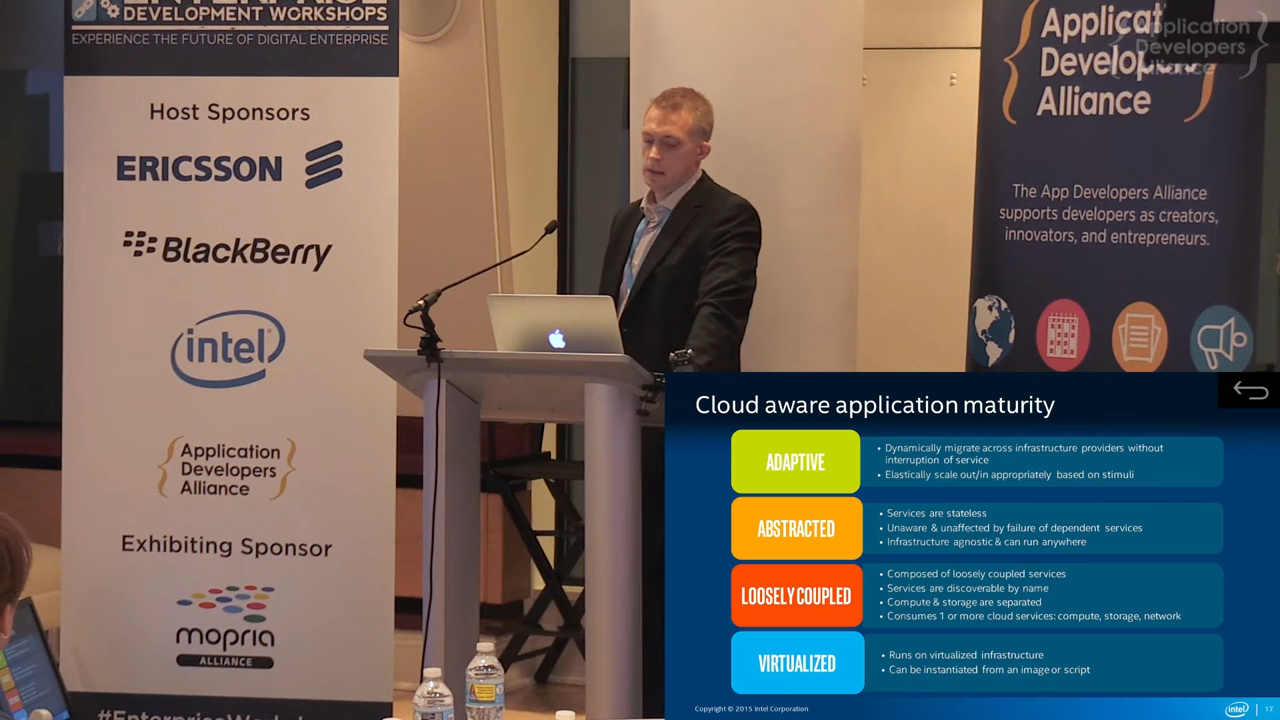 ENTERPRISE
DEVELOPMENT WORKSHOPS
EXPERIENCE THE FUTURE OF DIGITAL ENTERPRISE
Host Sponsors
ERICSSON
BlackBerry
intel
Application
Developers
Alliance
Exhibiting Sponsor
mopria
ALLIANCE
Alliance
The App Developers Alliance
supports developers as creators,
innovators, and entrepreneurs.
Application
Developers
Alliance
Cloud aware application maturity
ADAPTIVE
• Dynamically migrate across infrastructure providers without
interruption of service
• Elastically scale out/in appropriately based on stimuli
ABSTRACTED
• Services are stateless
• Unaware & unaffected by failure of dependent services
• Infrastructure agnostic & can run anywhere
LOOSELY COUPLED
• Composed of loosely coupled services
• Services are discoverable by name
• Compute & storage are separated
• Consumes 1 or more cloud services: compute, storage, network
VIRTUALIZED
• Runs on virtualized infrastructure
• Can be instantiated from an image or script
Copyright © 2015 Intel Corporation
intel
17